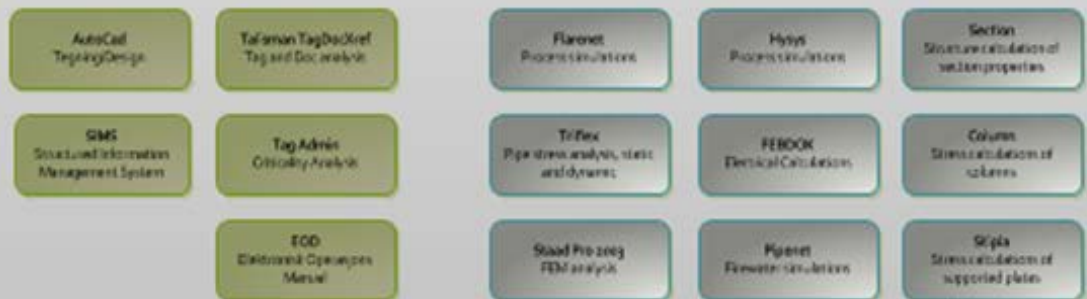 AutoCad
Tegning/Design
Talisman TagDocXref
Tag and Doc analysis
Flarenet
Process simulations
Hysys
Process simulations
Section
Structure calculation of
section properties
SIMS
Structured Information
Management System
Tag Admin
Criticality Analysis
Triflex
Pipe stress analysis, static
and dynamic
FEBDOK
Electrical Calculations
Column
Stress calculations of
columns
EOD
Elektronisk Operasjons
Manual
Staad Pro 2003
FEM analysis
Pipenet
Firewater simulations
Stipla
Stress calculations of
supported plates